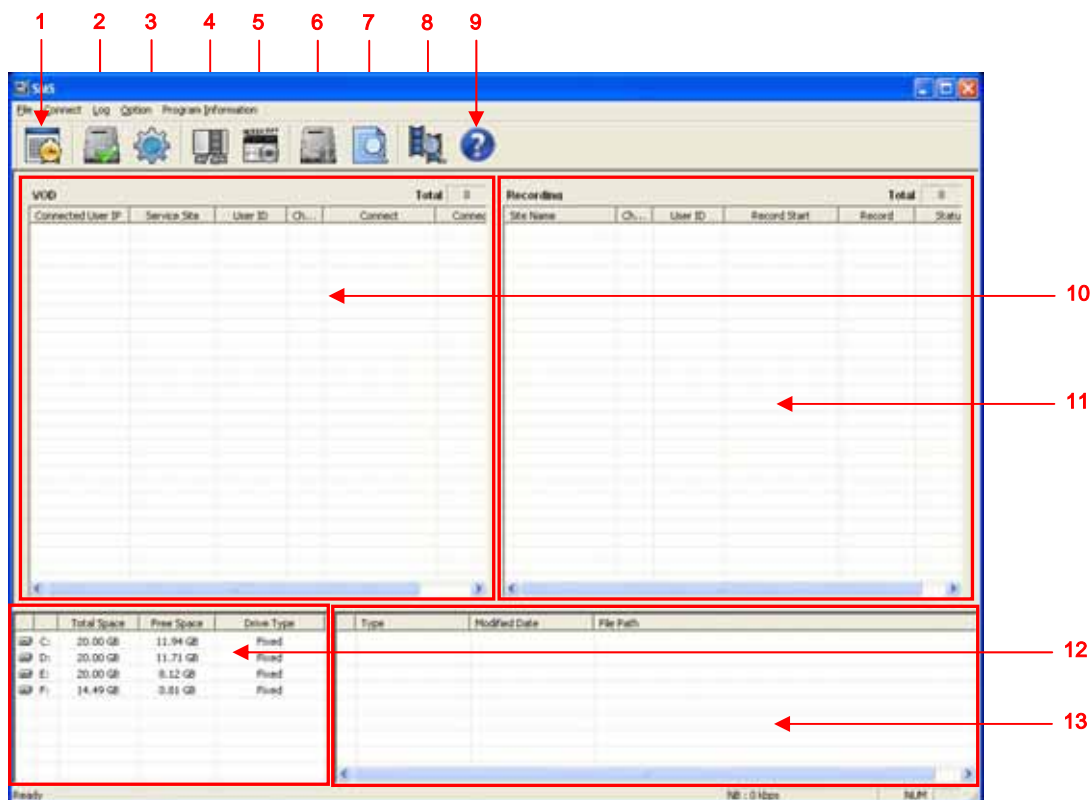 1 2 3 4 5 6 7 8 9
SMS
File Connect Log Option Program Information
VOD Total 0
Connected User IP Service Site User ID Ch... Connect Connec
Recording Total 0
Site Name Ch... User ID Record Start Record Statu
10
11
Total Space Free Space Drive Type
C: 20.00 GB 11.94 GB Fixed
D: 20.00 GB 11.71 GB Fixed
E: 20.00 GB 8.12 GB Fixed
F: 14.49 GB 0.81 GB Fixed
Type Modified Date File Path
12
13
Ready NB : 0 kbps NUM